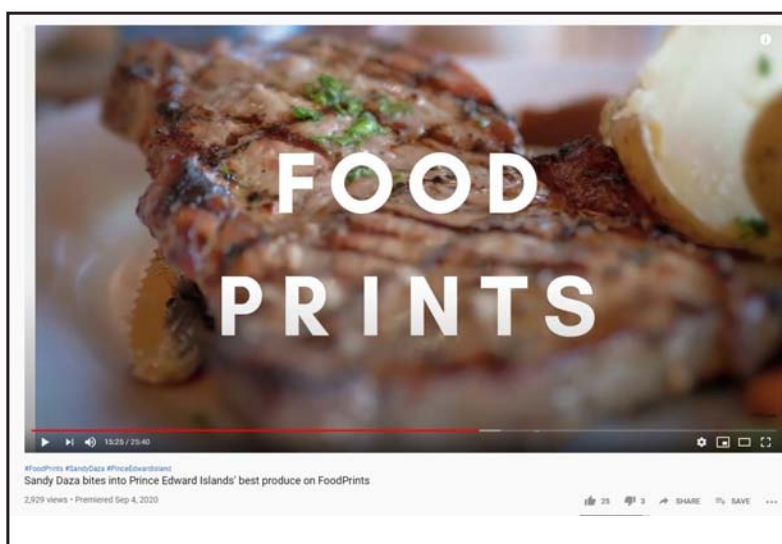 FOOD
PRINTS
15:25 / 25:40
#FoodPrints #SandyDaza #PinceEdwardIsland
Sandy Daza bites into Prince Edward Islands' best produce on FoodPrints
2,929 views • Premiered Sep 4, 2020
25 3 SHARE SAVE